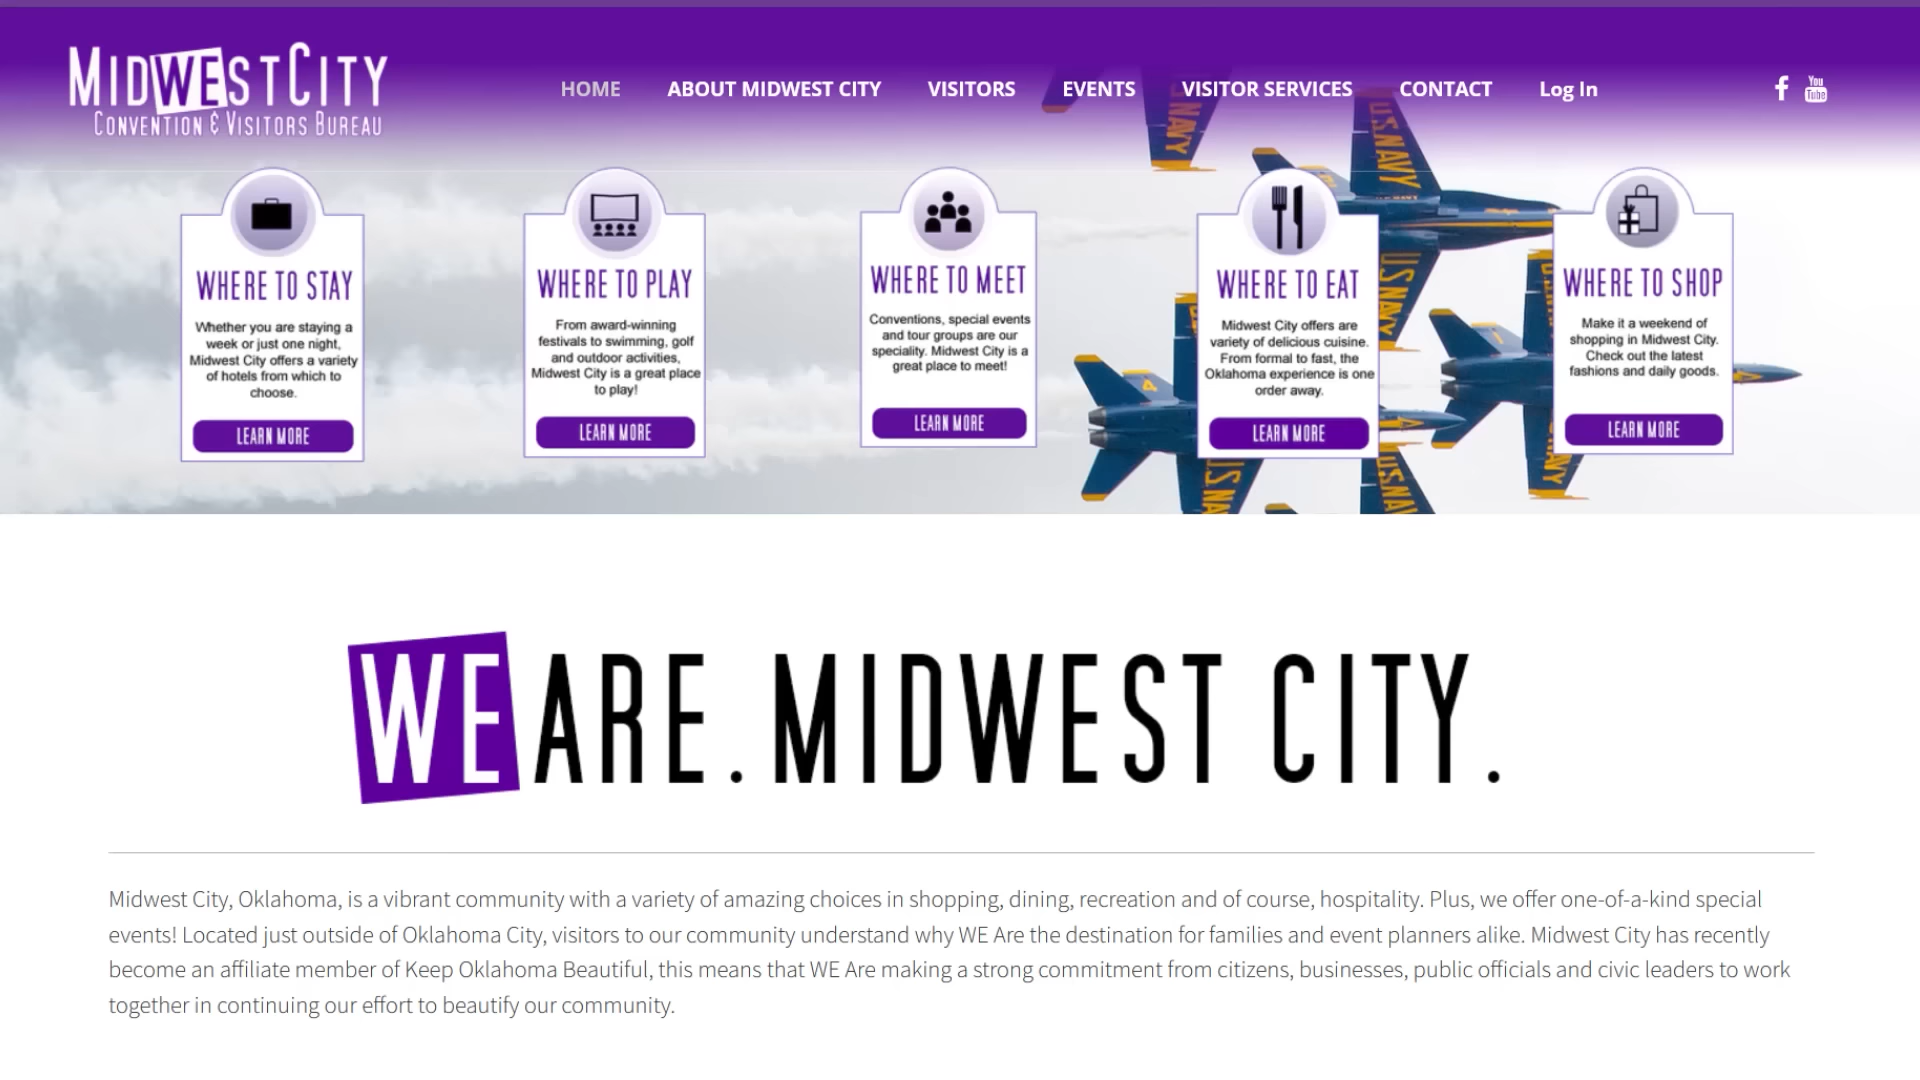 MIDWESTCITY
CONVENTION & VISITORS BUREAU
HOME
ABOUT MIDWEST CITY
VISITORS
EVENTS
VISITOR SERVICES
CONTACT
Log In
You
Tube
WHERE TO STAY
Whether you are staying a
week or just one night,
Midwest City offers a variety
of hotels from which to
choose.
LEARN MORE
WHERE TO PLAY
From award-winning
festivals to swimming, golf
and outdoor activities,
Midwest City is a great place
to play!
LEARN MORE
WHERE TO MEET
Conventions, special events
and tour groups are our
speciality. Midwest City is a
great place to meet!
LEARN MORE
WHERE TO EAT
Midwest City offers are
variety of delicious cuisine.
From formal to fast, the
Oklahoma experience is one
order away.
LEARN MORE
WHERE TO SHOP
Make it a weekend of
shopping in Midwest City.
Check out the latest
fashions and daily goods.
LEARN MORE
NAVY
U.S. NAVY
U.S. NAVY
4
1
U.S. NA
U.S. NAV
NAVY
WE ARE. MIDWEST CITY.
Midwest City, Oklahoma, is a vibrant community with a variety of amazing choices in shopping, dining, recreation and of course, hospitality. Plus, we offer one-of-a-kind special
events! Located just outside of Oklahoma City, visitors to our community understand why WE Are the destination for families and event planners alike. Midwest City has recently
become an affiliate member of Keep Oklahoma Beautiful, this means that WE Are making a strong commitment from citizens, businesses, public officials and civic leaders to work
together in continuing our effort to beautify our community.